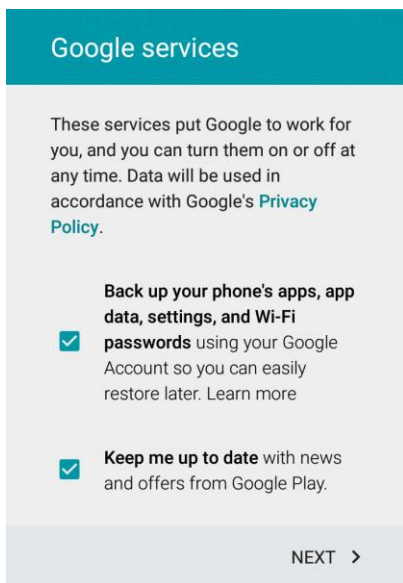 Google services
These services put Google to work for
you, and you can turn them on or off at
any time. Data will be used in
accordance with Google's Privacy
Policy.
Back up your phone's apps, app
data, settings, and Wi-Fi
passwords using your Google
Account so you can easily
restore later. Learn more
Keep me up to date with news
and offers from Google Play.
NEXT